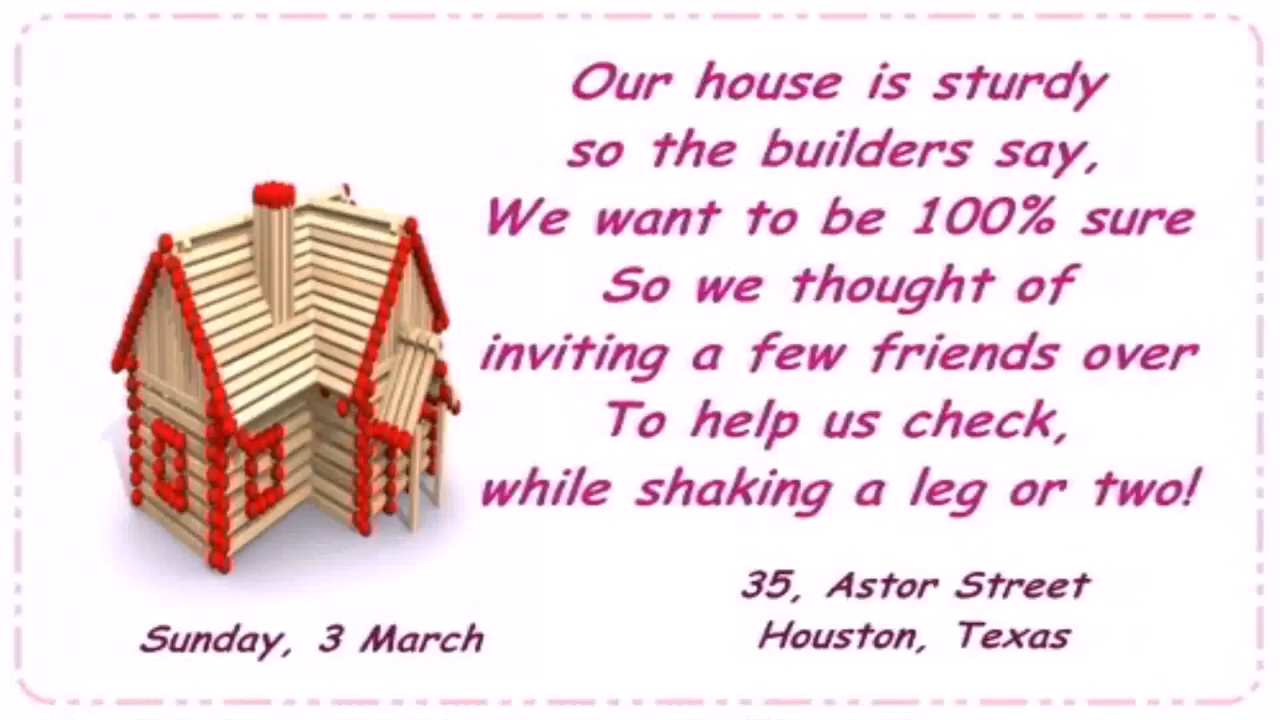 Our house is sturdy
so the builders say,
We want to be 100% sure
So we thought of
inviting a few friends over
To help us check,
while shaking a leg or two!
35, Astor Street
Houston, Texas
Sunday, 3 March